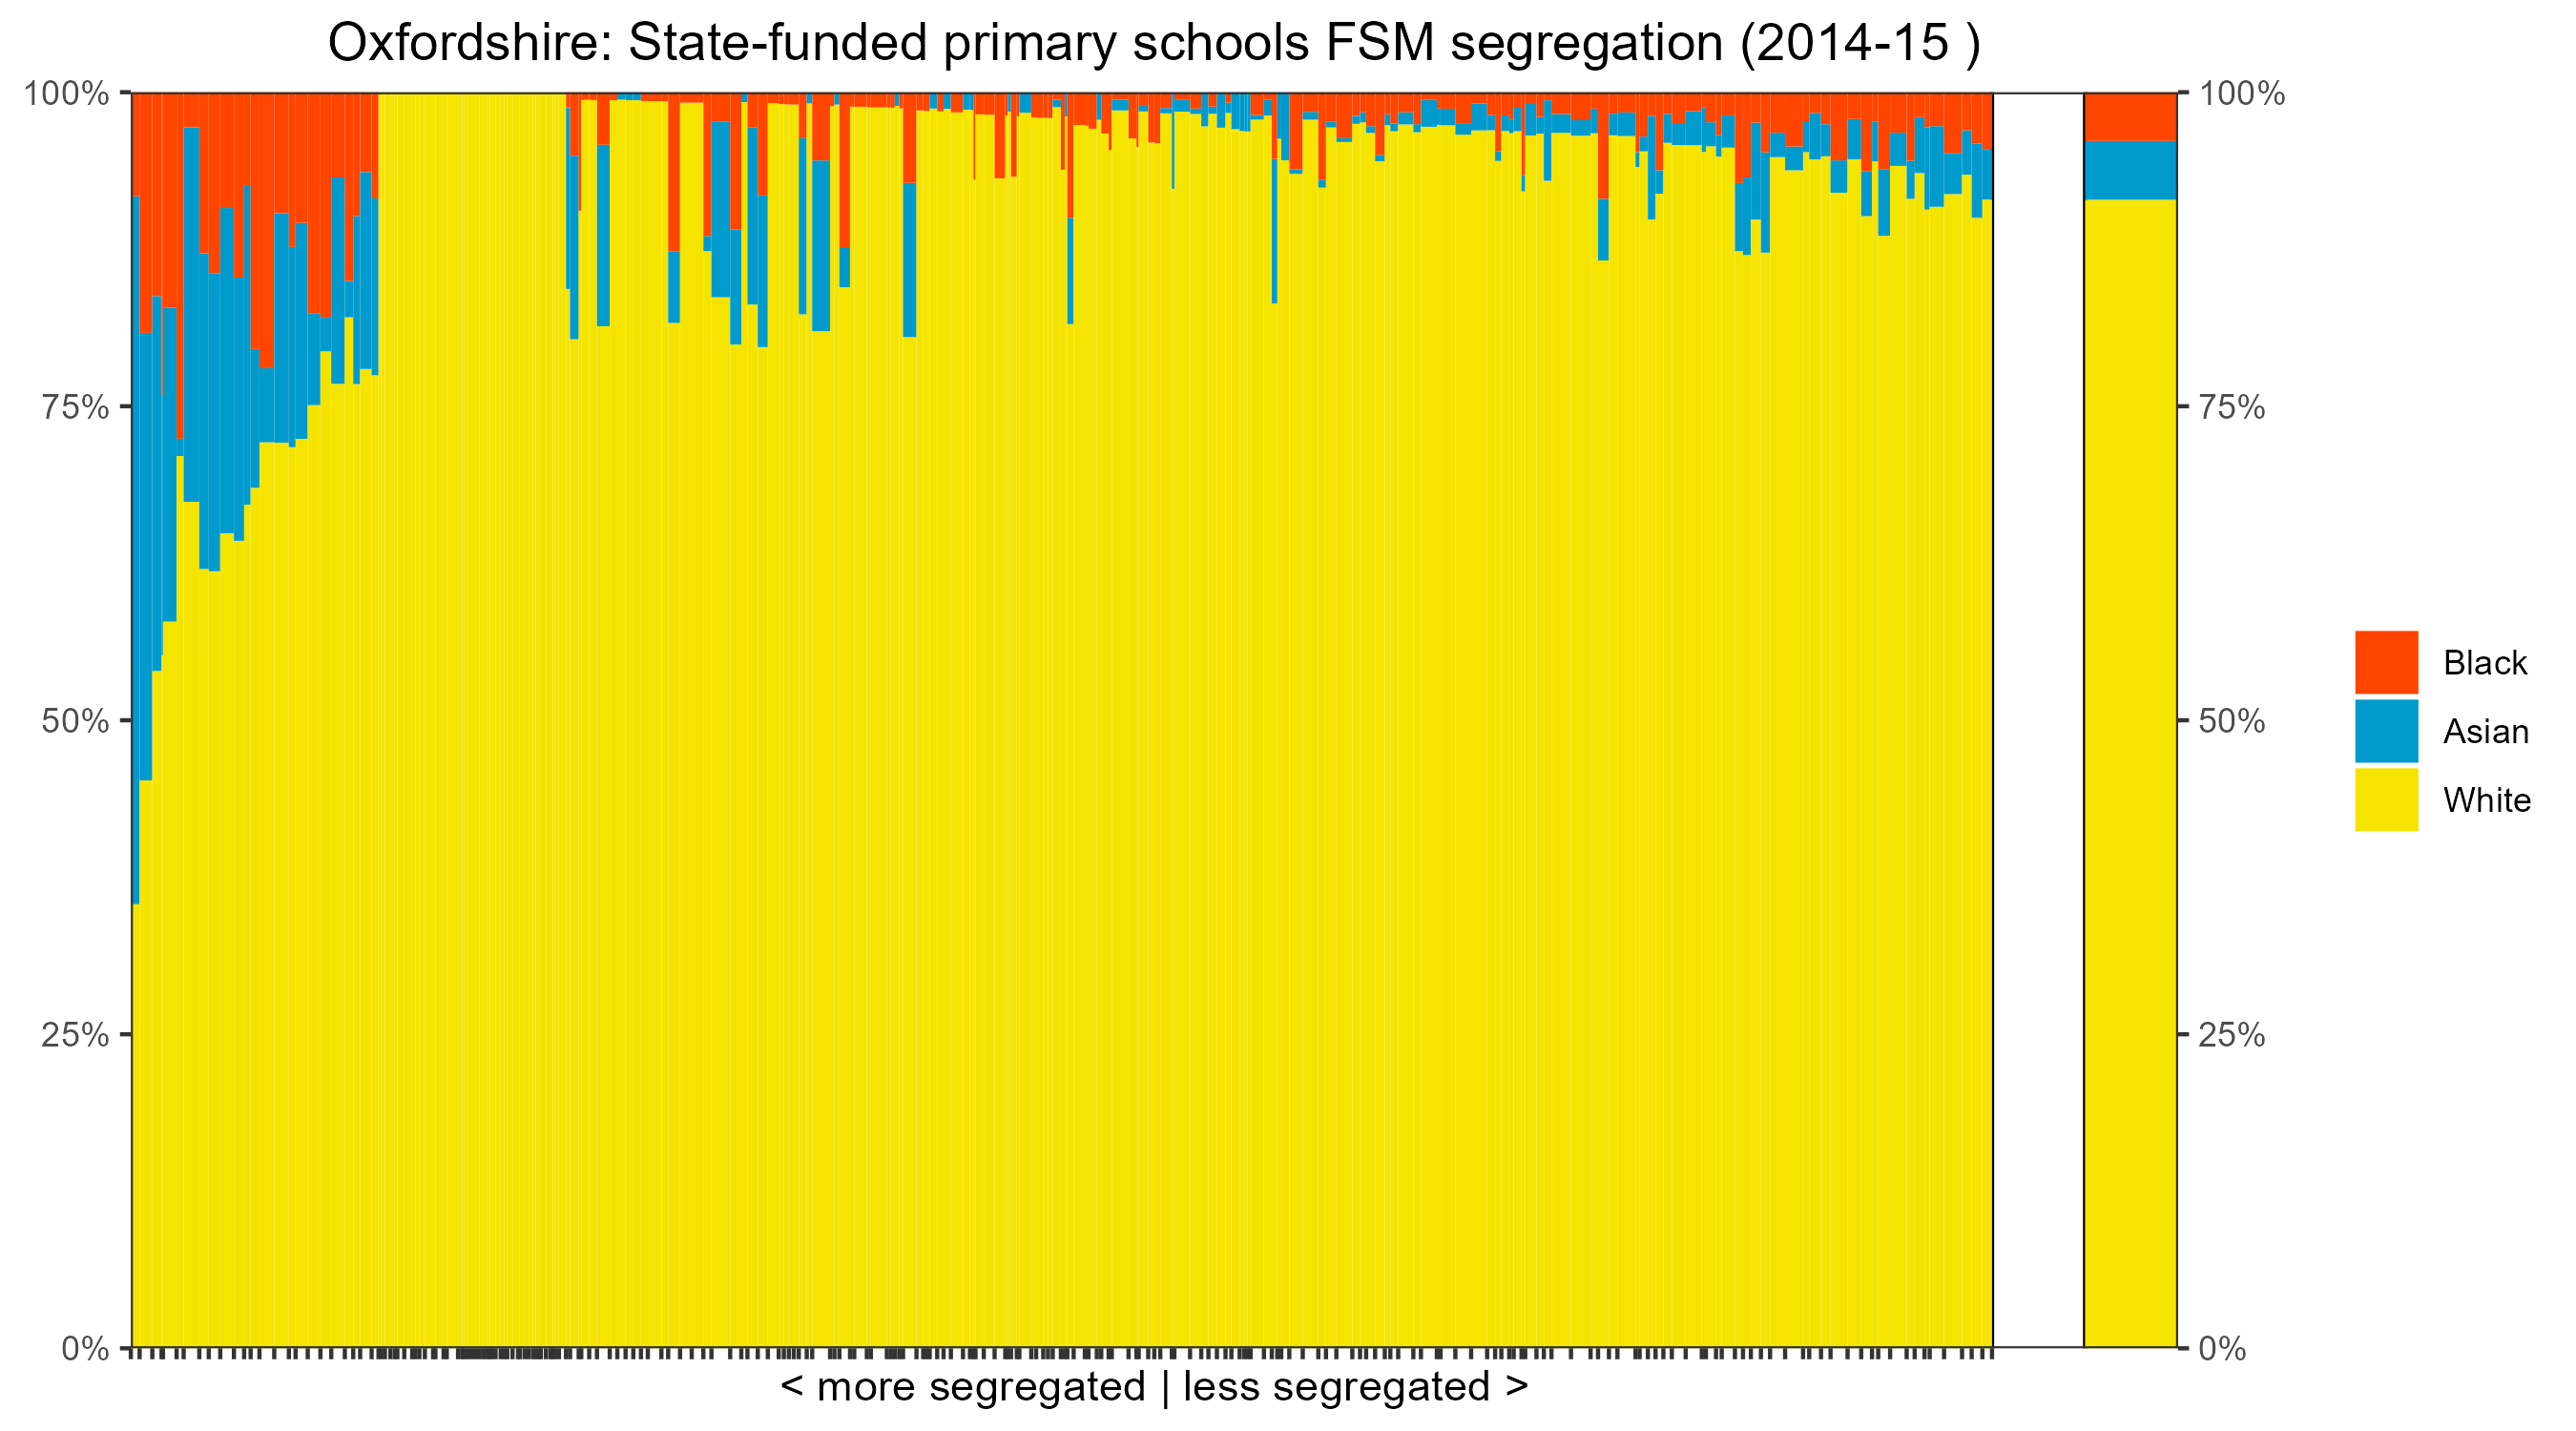 Oxfordshire: State-funded primary schools FSM segregation (2014-15 )
100%
75%
50%
25%
0%
100%
75%
50%
25%
0%
Black
Asian
White
< more segregated | less segregated >